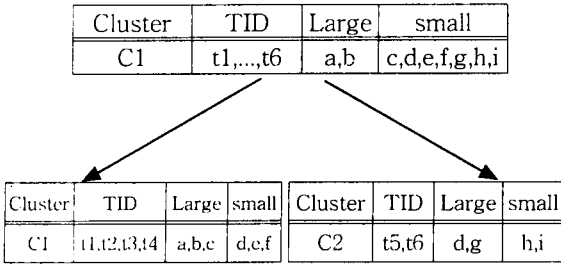 Cluster TID Large small
C1 t1,...,t6 a,b c,d,e,f,g,h,i
Cluster TID Large small
C1 t1,t2,t3,t4 a,b,c d,e,f
Cluster TID Large small
C2 t5,t6 d,g h,i